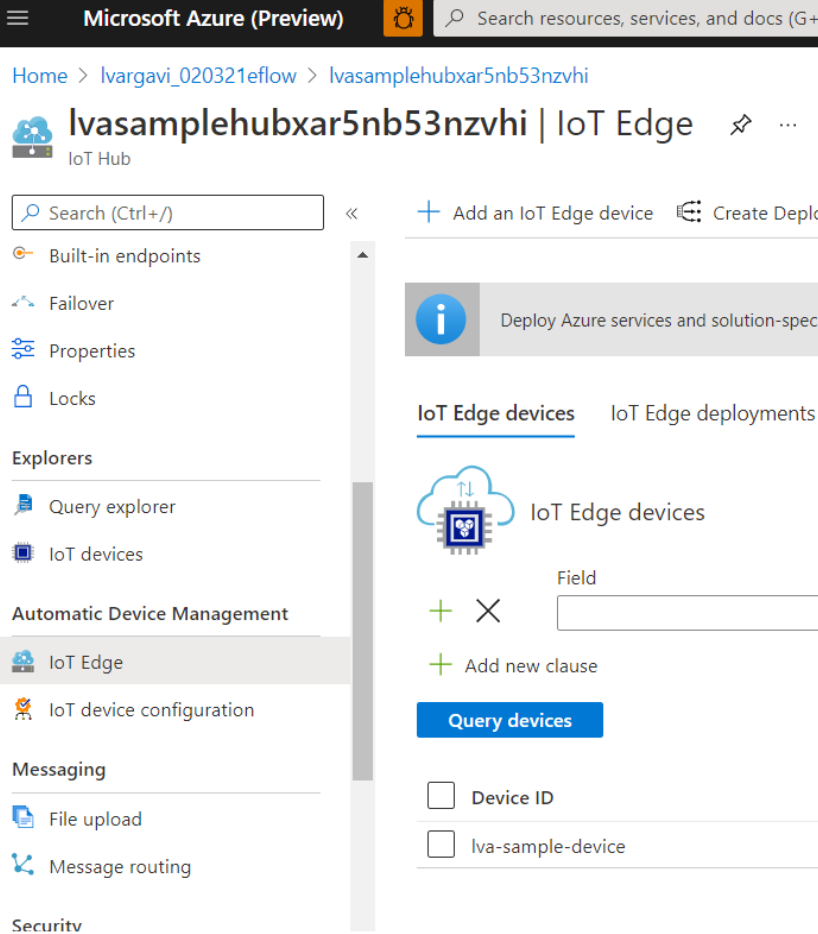 Microsoft Azure (Preview)
Search resources, services, and docs (G+
Home > lvargavi_020321eflow > lvasamplehubxar5nb53nzvhi
lvasamplehubxar5nb53nzvhi | IoT Edge
IoT Hub
Search (Ctrl+/)
Built-in endpoints
Failover
Properties
Locks
Explorers
Query explorer
IoT devices
Automatic Device Management
IoT Edge
IoT device configuration
Messaging
File upload
Message routing
Security
Add an IoT Edge device
Create Deplo
Deploy Azure services and solution-spec
IoT Edge devices
IoT Edge deployments
IoT Edge devices
Field
Add new clause
Query devices
Device ID
lva-sample-device